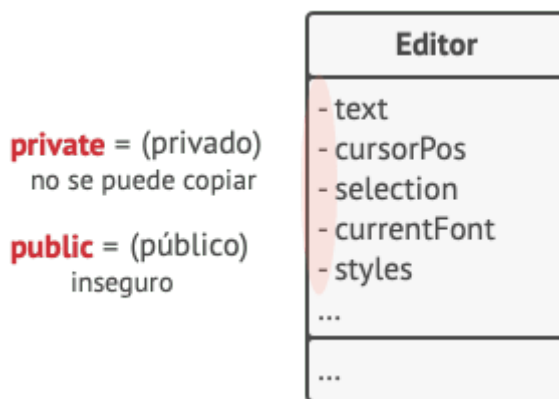 Editor
- text
- cursorPos
- selection
- currentFont
- styles
...
...
private = (privado)
no se puede copiar
public = (público)
inseguro